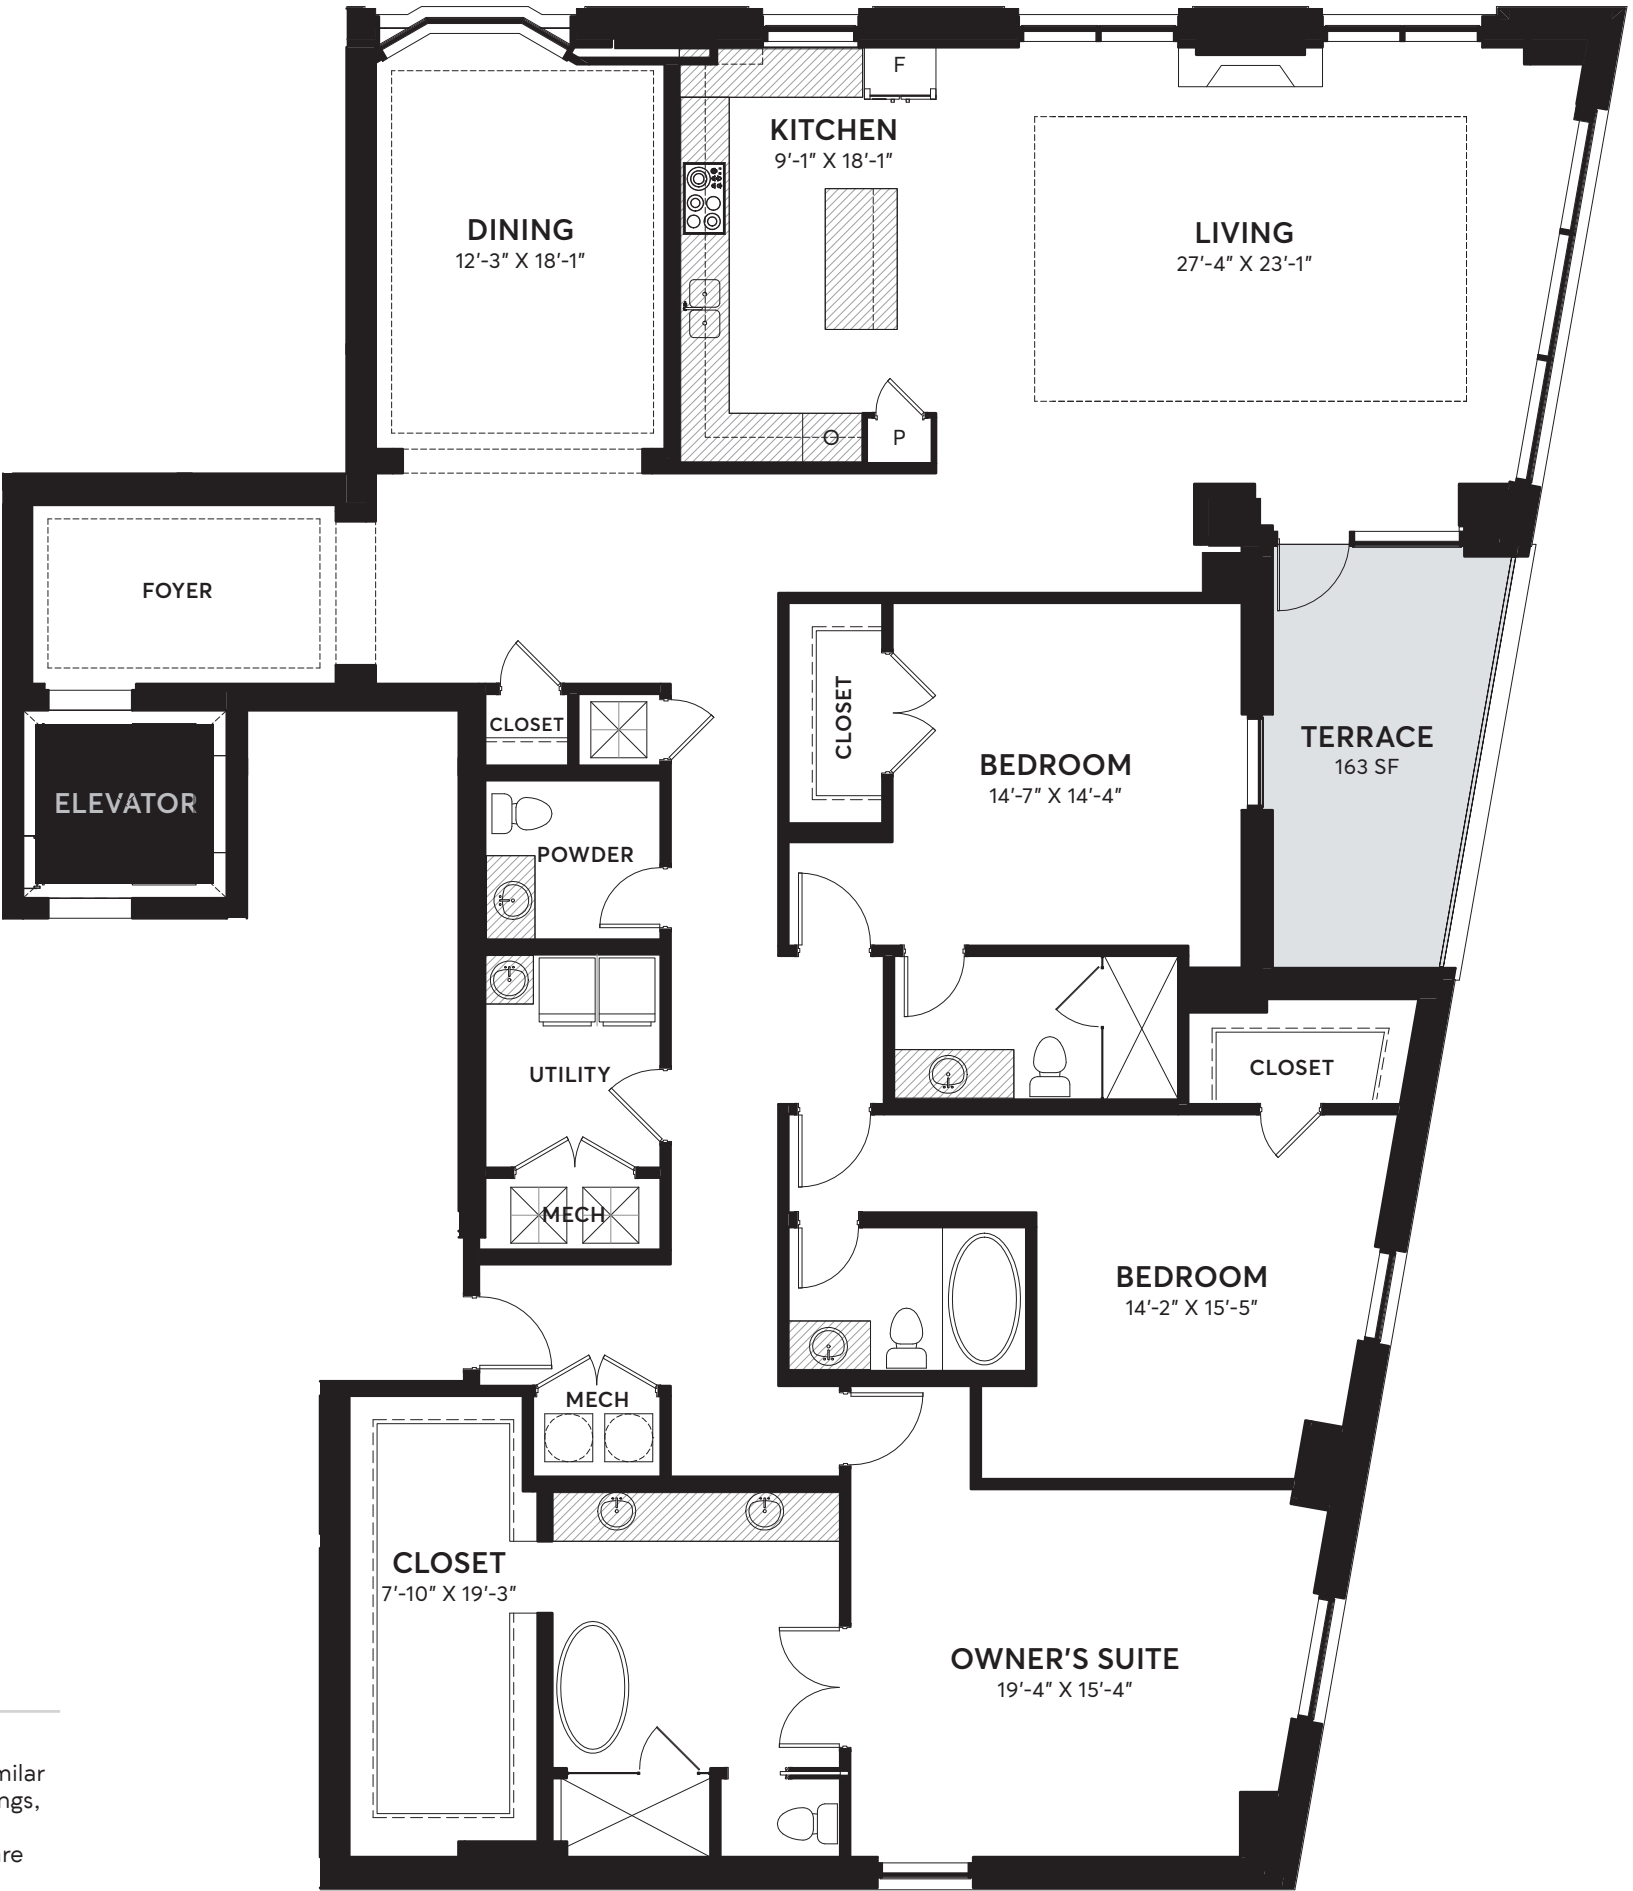 F
KITCHEN
9'-1" X 18'-1"
DINING
12'-3" X 18'-1"
LIVING
27'-4" X 23'-1"
O
P
FOYER
CLOSET
CLOSET
BEDROOM
14'-7" X 14'-4"
TERRACE
163 SF
ELEVATOR
POWDER
UTILITY
CLOSET
MECH
BEDROOM
14'-2" X 15'-5"
MECH
CLOSET
7'-10" X 19'-3"
OWNER'S SUITE
19'-4" X 15'-4"
milar
ngs,
re